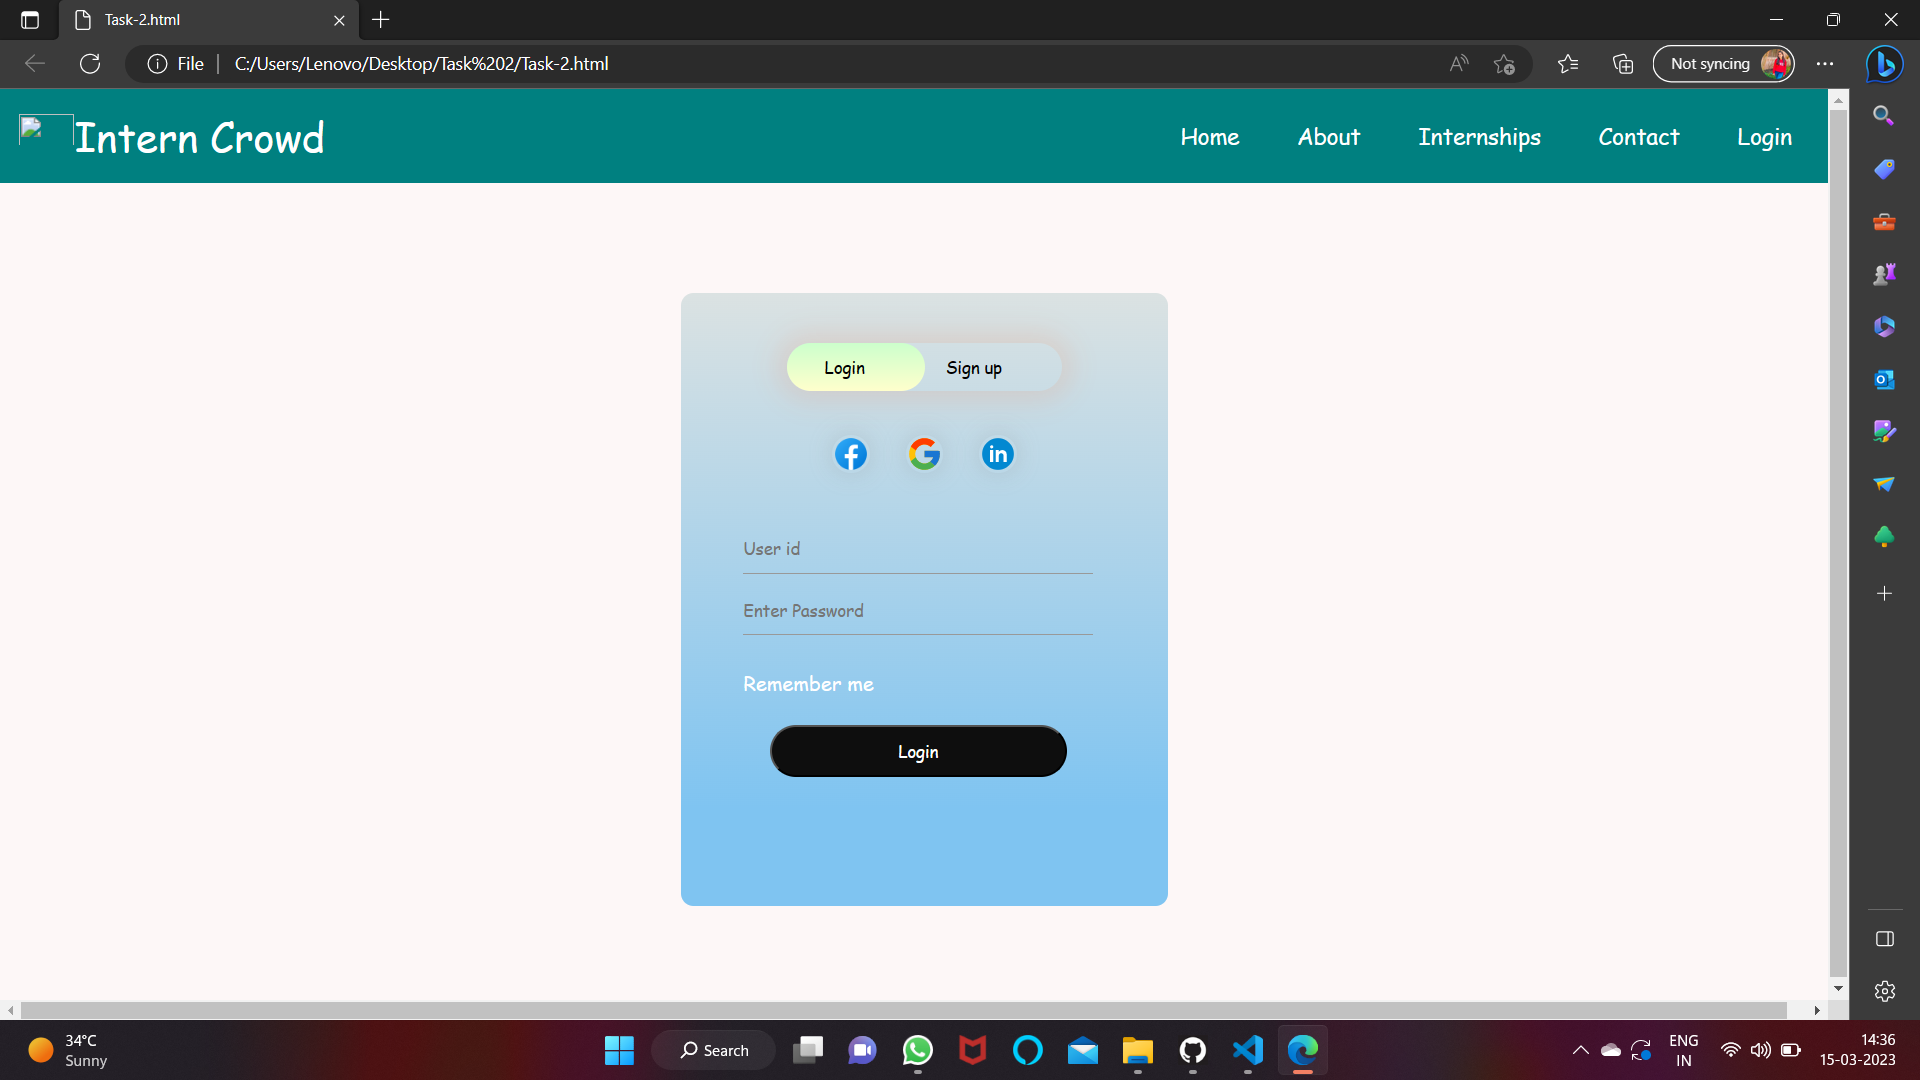 Task-2.html
File
C:/Users/Lenovo/Desktop/Task%202/Task-2.html
Not syncing
Intern Crowd
Home About Internships Contact Login
Login Sign up
in
User id
Enter Password
Remember me
Login
34°C
Sunny
Search
ENG
IN
14:36
15-03-2023